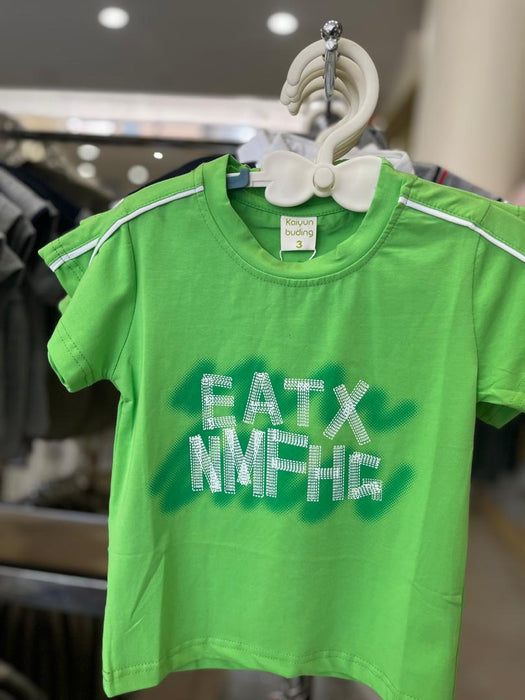 Kaiyun
buding
3
EATX
NMFHG